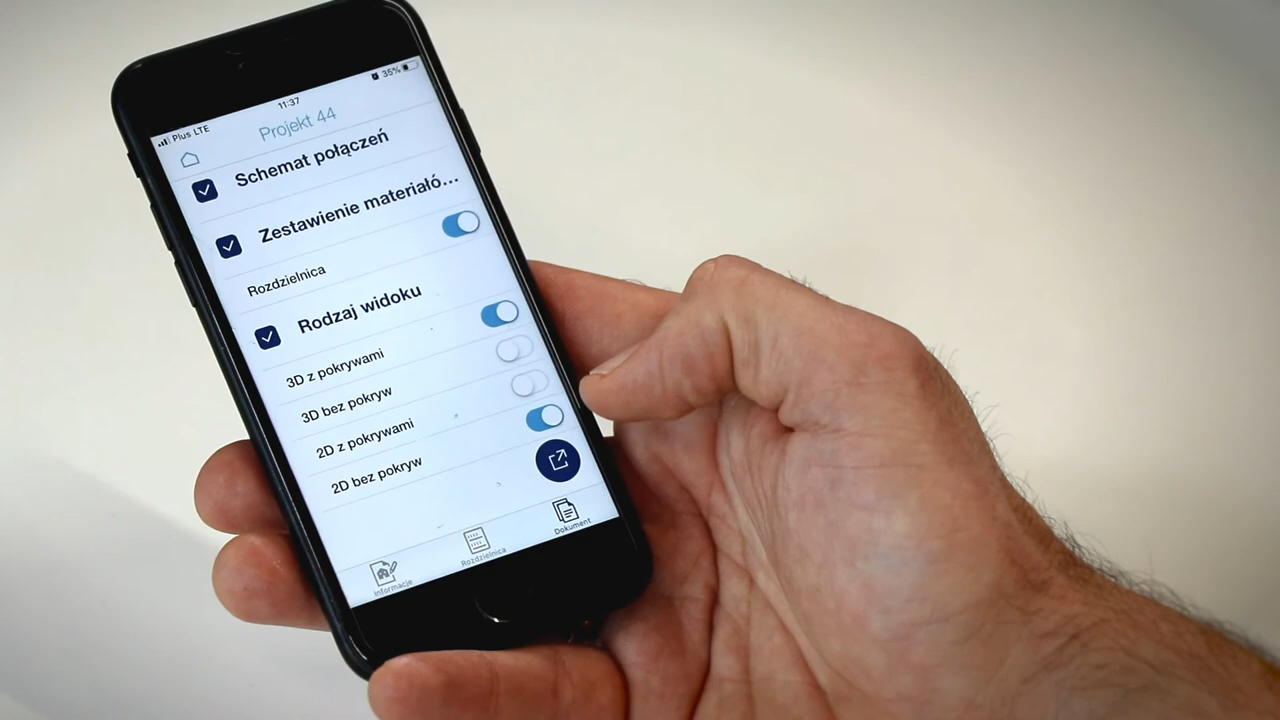 Plus LTE
11:37
35%
Projekt 44
Schemat połączeń
Zestawienie materiałó...
Rozdzielnica
Rodzaj widoku
3D z pokrywami
3D bez pokryw
2D z pokrywami
2D bez pokryw
Informacje
Rozdzielnica
Dokument